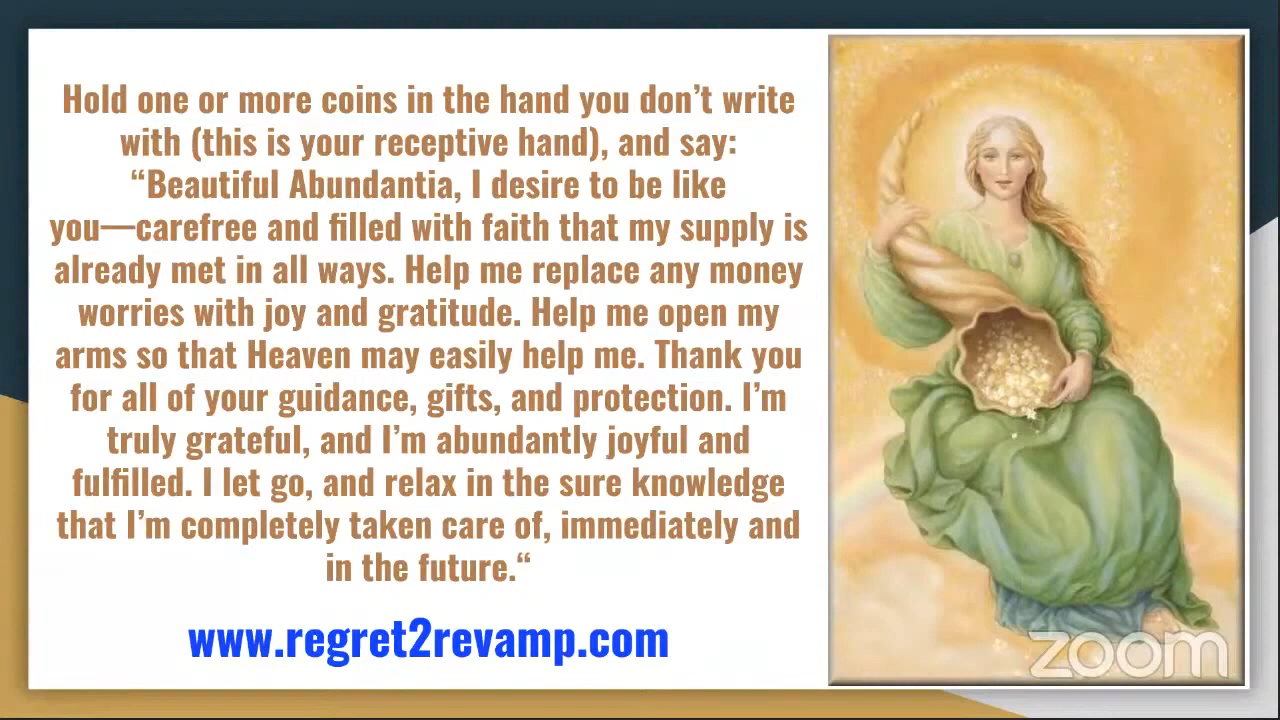 Hold one or more coins in the hand you don’t write
with (this is your receptive hand), and say:
“Beautiful Abundantia, I desire to be like
you—carefree and filled with faith that my supply is
already met in all ways. Help me replace any money
worries with joy and gratitude. Help me open my
arms so that Heaven may easily help me. Thank you
for all of your guidance, gifts, and protection. I’m
truly grateful, and I’m abundantly joyful and
fulfilled. I let go, and relax in the sure knowledge
that I’m completely taken care of, immediately and
in the future.“
www.regret2revamp.com
zoom